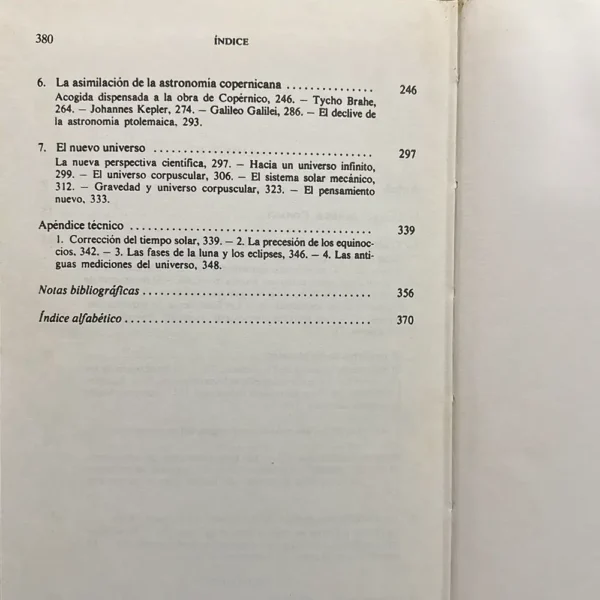 380 ÍNDICE
6. La asimilación de la astronomía copernicana ............... 246
Acogida dispensada a la obra de Copérnico, 246. — Tycho Brahe,
264. — Johannes Kepler, 274. — Galileo Galilei, 286. — El declive de
la astronomía ptolemaica, 293.
7. El nuevo universo ..................................... 297
La nueva perspectiva científica, 297. — Hacia un universo infinito,
299. — El universo corpuscular, 306. — El sistema solar mecánico,
312. — Gravedad y universo corpuscular, 323. — El pensamiento
nuevo, 333.
Apéndice técnico ......................................... 339
1. Corrección del tiempo solar, 339. — 2. La precesión de los equinoc-
cios, 342. — 3. Las fases de la luna y los eclipses, 346. — 4. Las anti-
guas mediciones del universo, 348.
Notas bibliográficas ....................................... 356
Índice alfabético .......................................... 370